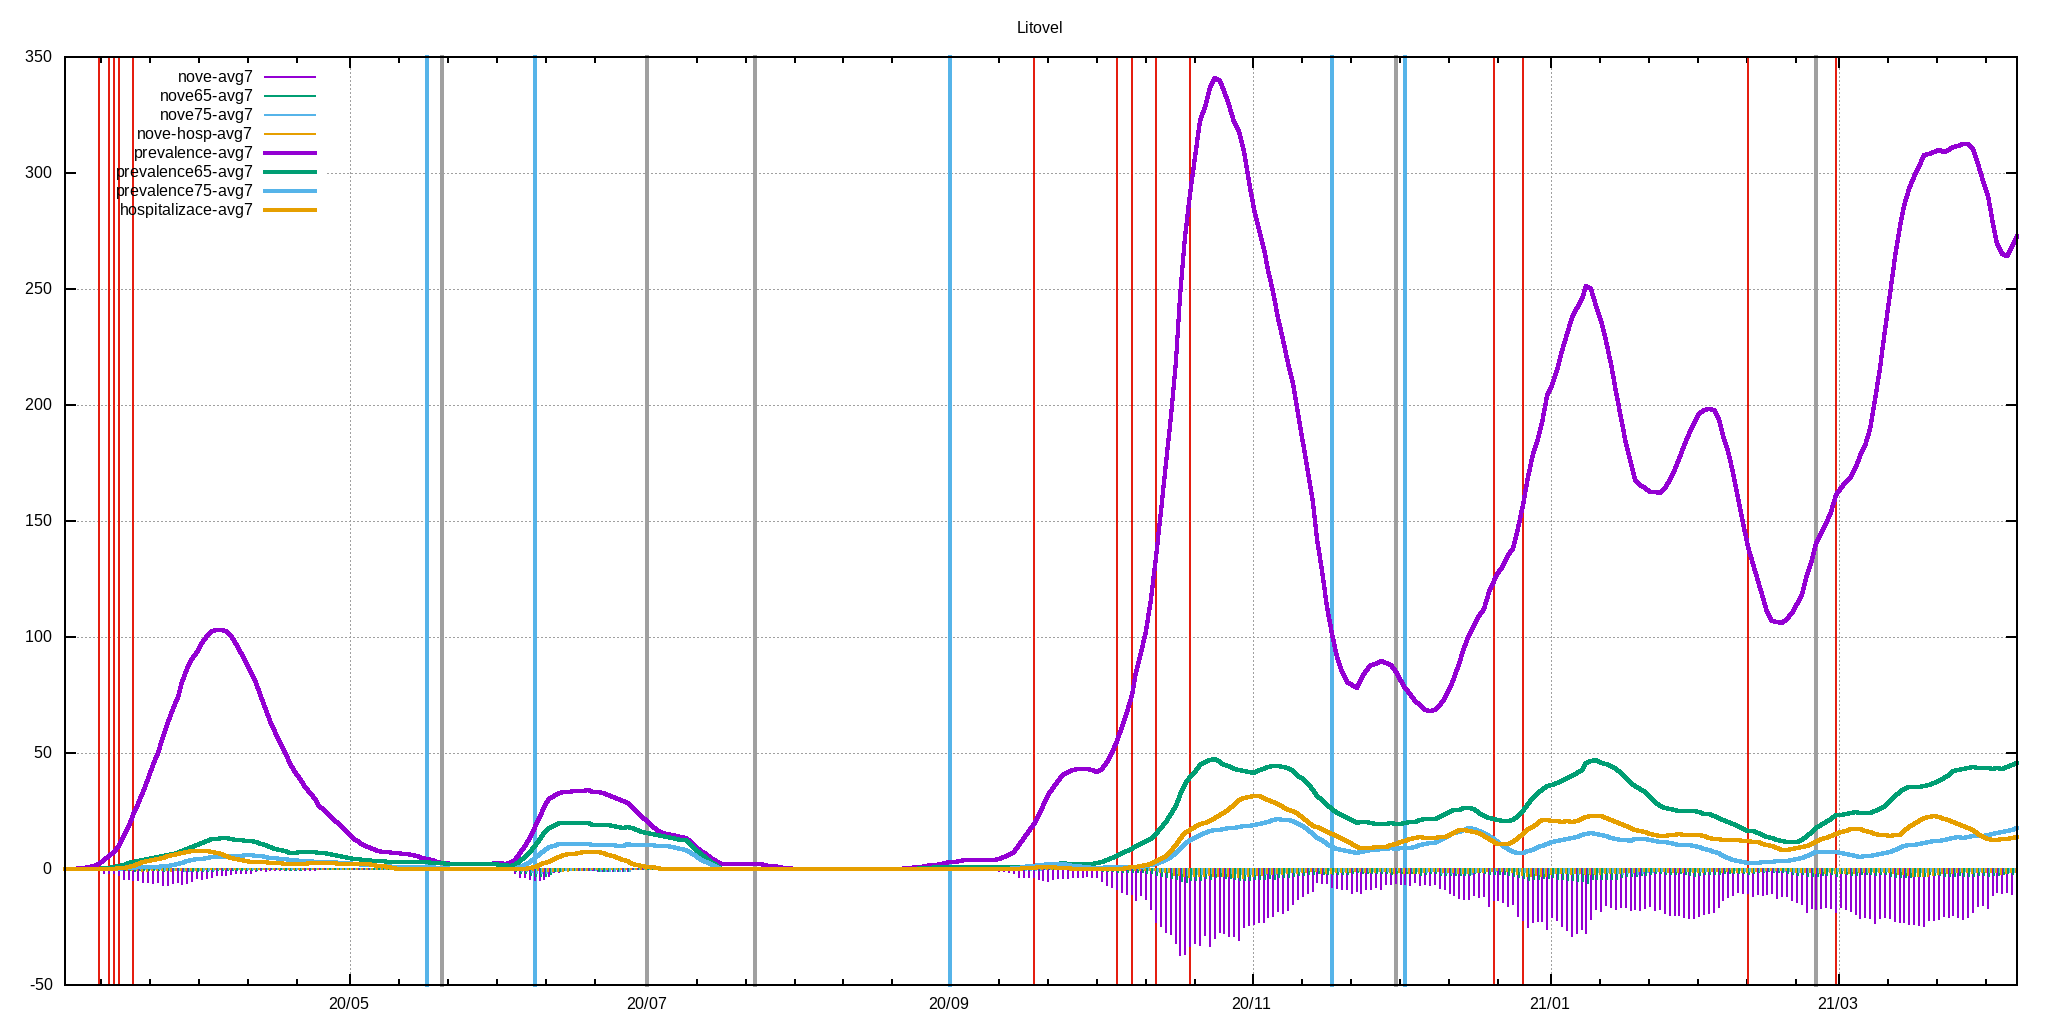 Litovel
350
300
250
200
150
100
50
0
-50
nove-avg7
nove65-avg7
nove75-avg7
nove-hosp-avg7
prevalence-avg7
prevalence65-avg7
prevalence75-avg7
hospitalizace-avg7
20/05
20/07
20/09
20/11
21/01
21/03